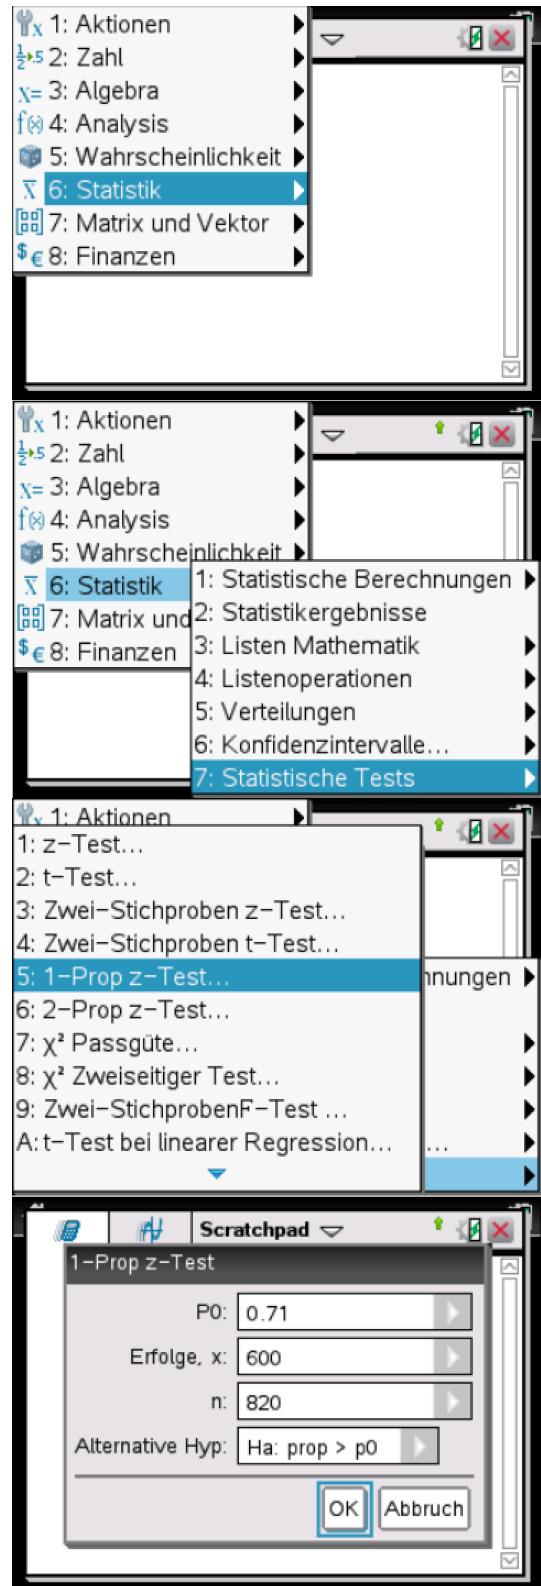 1: Aktionen
2: Zahl
3: Algebra
4: Analysis
5: Wahrscheinlichkeit
6: Statistik
7: Matrix und Vektor
8: Finanzen
1: Aktionen
2: Zahl
3: Algebra
4: Analysis
5: Wahrscheinlichkeit
6: Statistik
7: Matrix und
8: Finanzen
1: Statistische Berechnungen
2: Statistikergebnisse
3: Listen Mathematik
4: Listenoperationen
5: Verteilungen
6: Konfidenzintervalle...
7: Statistische Tests
1: Aktionen
1: z-Test...
2: t-Test...
3: Zwei-Stichproben z-Test...
4: Zwei-Stichproben t-Test...
5: 1-Prop z-Test...
6: 2-Prop z-Test...
7: χ² Passgüte...
8: χ² Zweiseitiger Test...
9: Zwei-StichprobenF-Test ...
A: t-Test bei linearer Regression...
hnungen
...
Scratchpad
1-Prop z-Test
P0: 0.71
Erfolge, x: 600
n: 820
Alternative Hyp: Ha: prop > p0
OK Abbruch